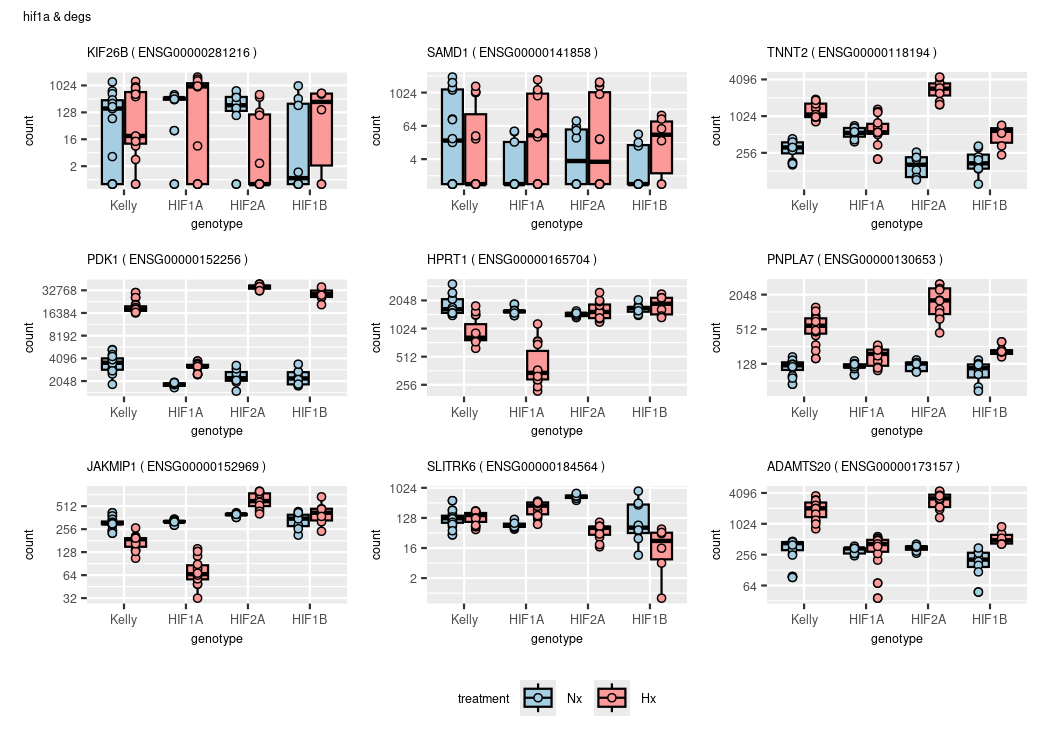 hif1a & degs
KIF26B ( ENSG00000281216 )
SAMD1 ( ENSG00000141858 )
TNNT2 ( ENSG00000118194 )
count
1024
128
16
2
Kelly HIF1A HIF2A HIF1B
genotype
count
1024
64
4
Kelly HIF1A HIF2A HIF1B
genotype
count
4096
1024
256
Kelly HIF1A HIF2A HIF1B
genotype
PDK1 ( ENSG00000152256 )
HPRT1 ( ENSG00000165704 )
PNPLA7 ( ENSG00000130653 )
count
32768
16384
8192
4096
2048
Kelly HIF1A HIF2A HIF1B
genotype
count
2048
1024
512
256
Kelly HIF1A HIF2A HIF1B
genotype
count
2048
512
128
Kelly HIF1A HIF2A HIF1B
genotype
JAKMIP1 ( ENSG00000152969 )
SLITRK6 ( ENSG00000184564 )
ADAMTS20 ( ENSG00000173157 )
count
512
256
128
64
32
Kelly HIF1A HIF2A HIF1B
genotype
count
1024
128
16
2
Kelly HIF1A HIF2A HIF1B
genotype
count
4096
1024
256
64
Kelly HIF1A HIF2A HIF1B
genotype
treatment Nx Hx